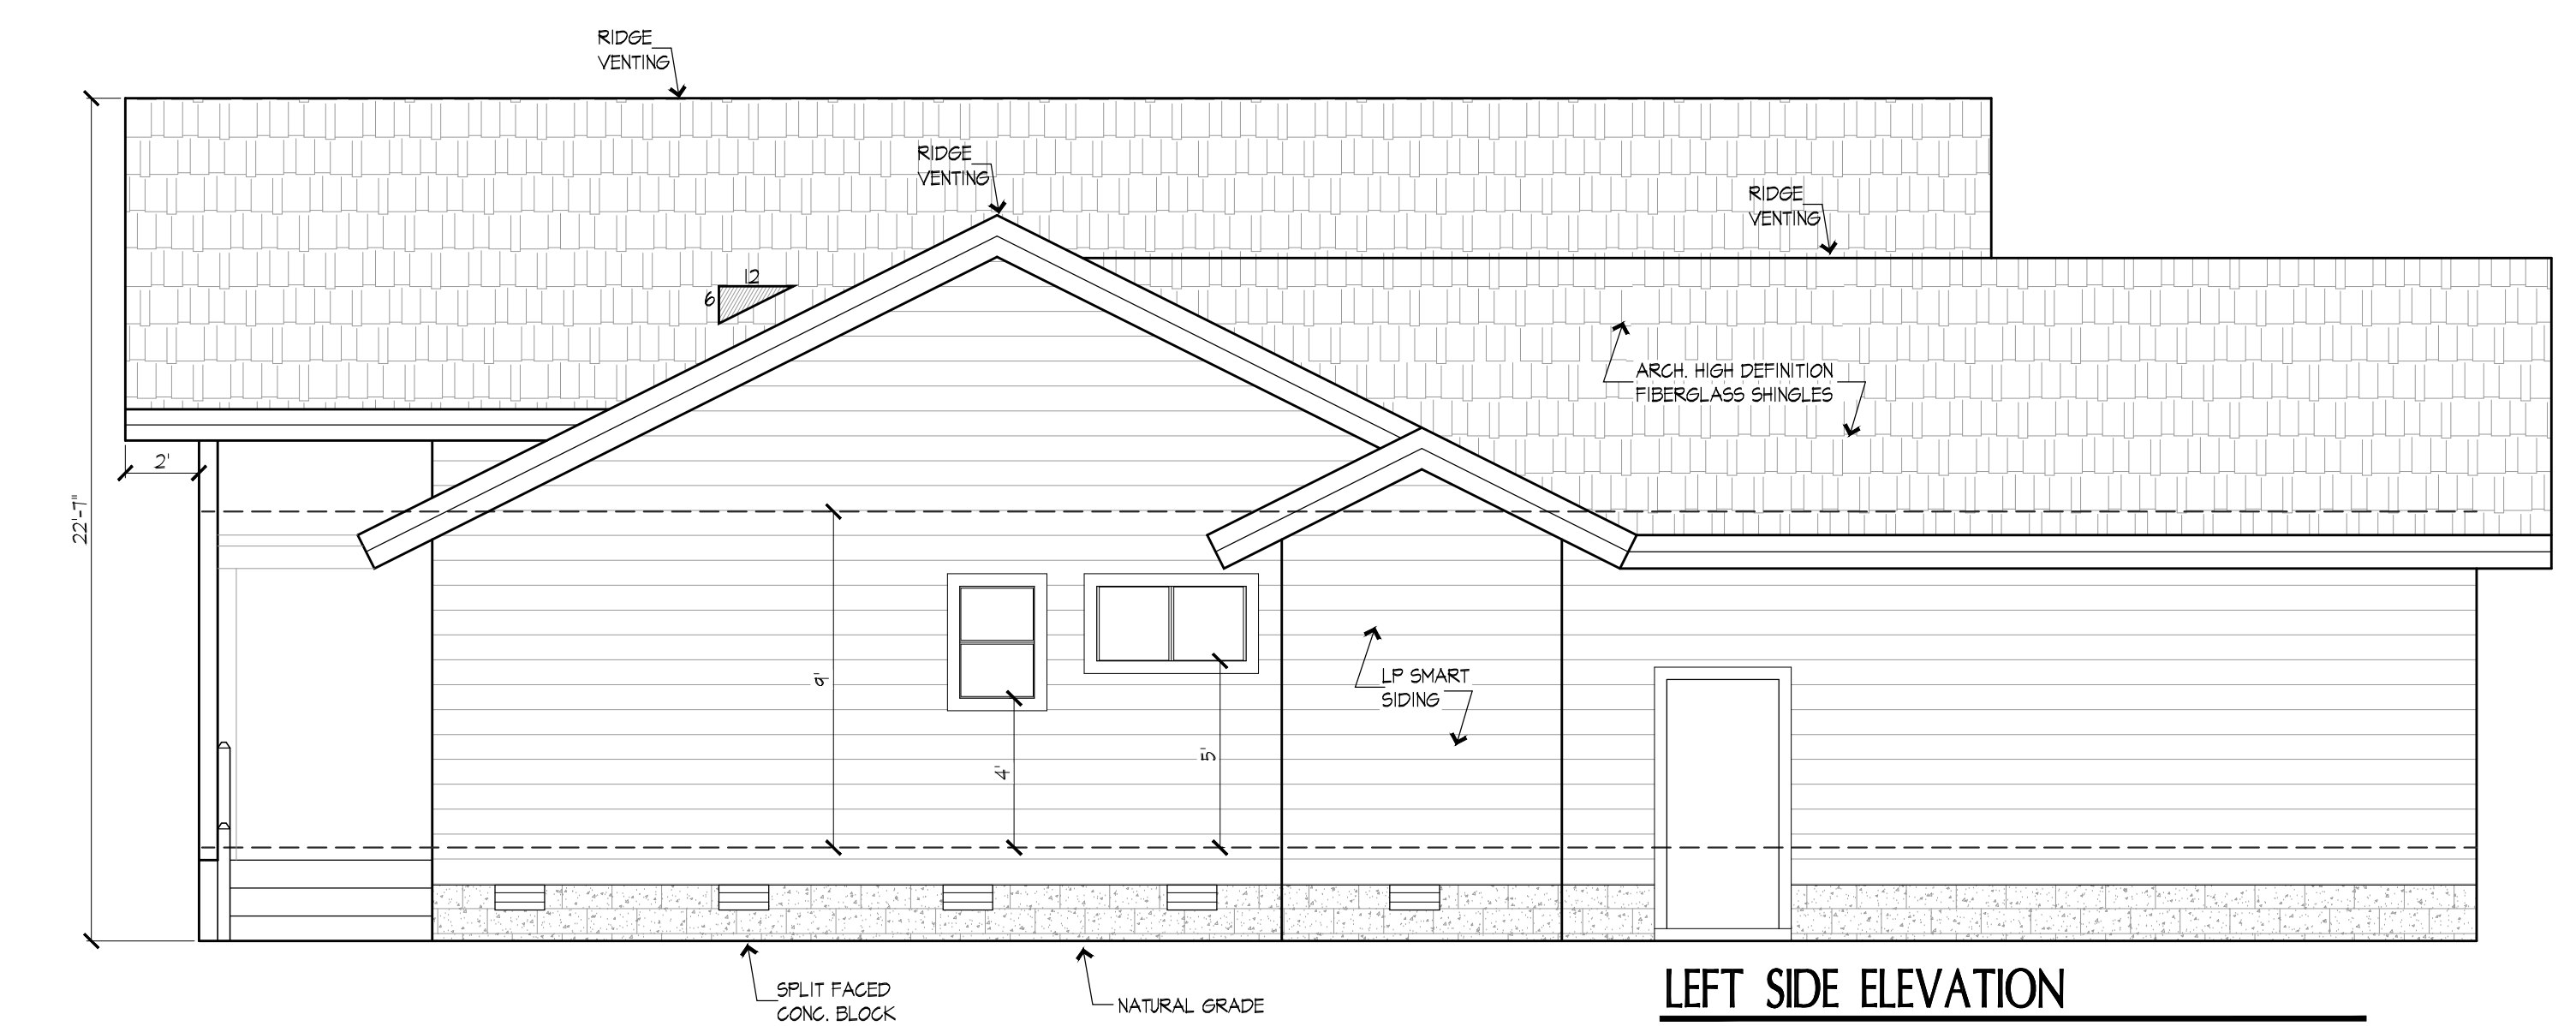 RIDGE
VENTING
RIDGE
VENTING
RIDGE
VENTING
12
6
ARCH. HIGH DEFINITION
FIBERGLASS SHINGLES
2'
22'-7"
9'
4'
5'
LP SMART
SIDING
SPLIT FACED
CONC. BLOCK
NATURAL GRADE
LEFT SIDE ELEVATION